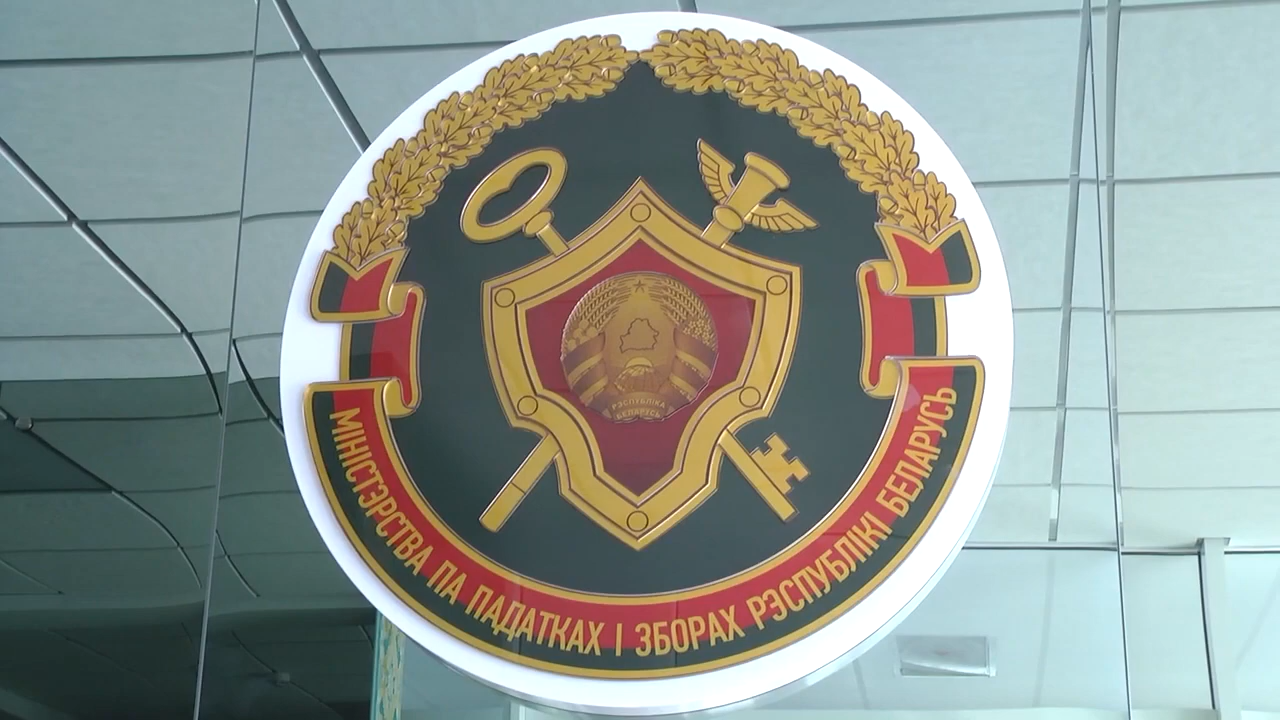 РЭСПУБЛІКА
БЕЛАРУСЬ
МІНІСТЭРСТВА ПА ПАДАТКАХ І ЗБОРАХ РЭСПУБЛІКІ БЕЛАРУСЬ